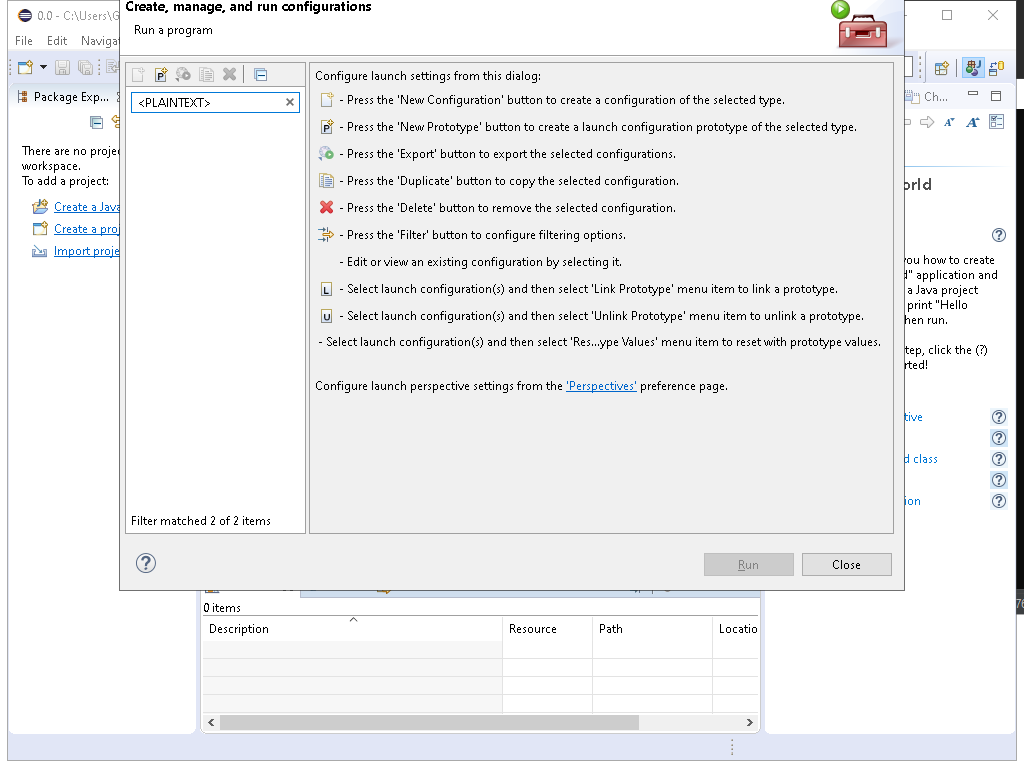 Create, manage, and run configurations
Run a program
0.0 - C:\Users\G
File Edit Navigat
Package Exp...
There are no proje
workspace.
To add a project:
Create a Java
Create a proj
Import proje
<PLAINTEXT>
Filter matched 2 of 2 items
Configure launch settings from this dialog:
- Press the 'New Configuration' button to create a configuration of the selected type.
- Press the 'New Prototype' button to create a launch configuration prototype of the selected type.
- Press the 'Export' button to export the selected configurations.
- Press the 'Duplicate' button to copy the selected configuration.
- Press the 'Delete' button to remove the selected configuration.
- Press the 'Filter' button to configure filtering options.
- Edit or view an existing configuration by selecting it.
L - Select launch configuration(s) and then select 'Link Prototype' menu item to link a prototype.
U - Select launch configuration(s) and then select 'Unlink Prototype' menu item to unlink a prototype.
- Select launch configuration(s) and then select 'Res...ype Values' menu item to reset with prototype values.
Configure launch perspective settings from the 'Perspectives' preference page.
Run
Close
Ch...
orld
you how to create
d" application and
a Java project
print "Hello
hen run.
tep, click the (?)
rted!
tive
d class
ion
0 items
Description Resource Path Locatio